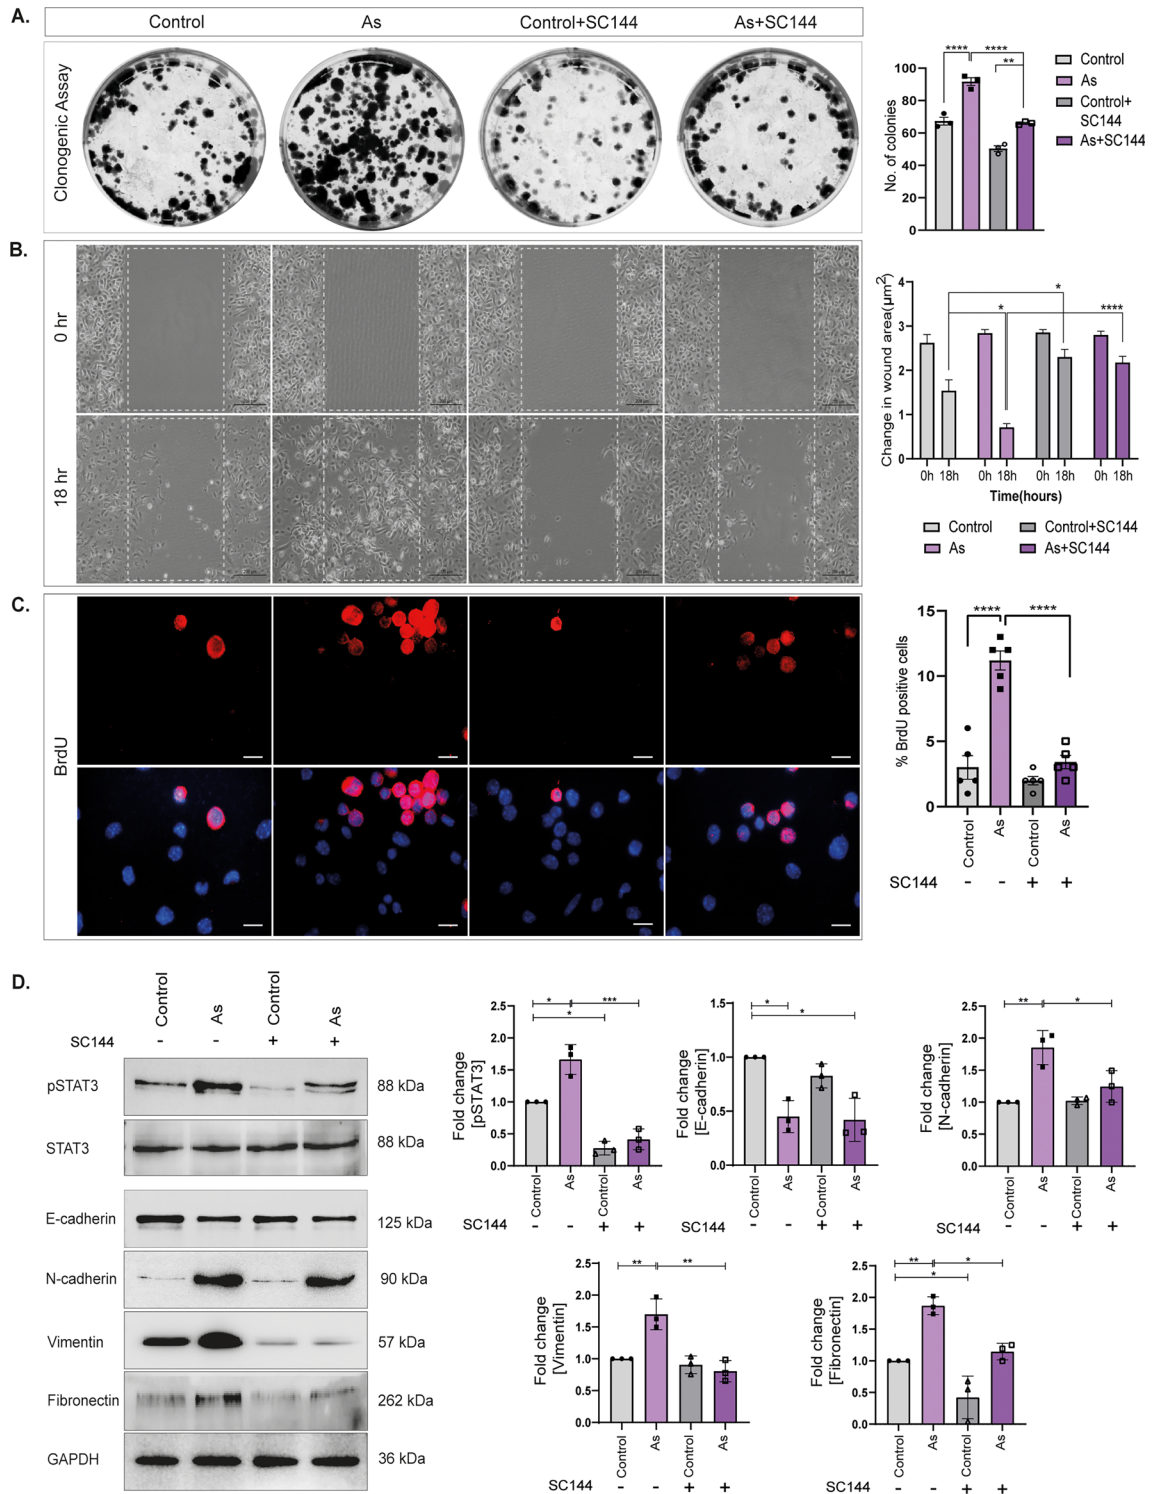 A.
Control
As
Control+SC144
As+SC144
Clonogenic Assay
No. of colonies
100
80
60
40
20
0
****
****
**
Control
As
Control+
SC144
As+SC144
B.
0 hr
18 hr
Change in wound area(µm²)
4
3
2
1
0
*
*
****
0h 18h 0h 18h 0h 18h 0h 18h
Time(hours)
Control
Control+SC144
As
As+SC144
C.
BrdU
% BrdU positive cells
15
10
5
0
****
****
Control
As
Control
As
SC144 - - + +
D.
Control
As
Control
As
SC144 - - + +
pSTAT3 88 kDa
STAT3 88 kDa
E-cadherin 125 kDa
N-cadherin 90 kDa
Vimentin 57 kDa
Fibronectin 262 kDa
GAPDH 36 kDa
Fold change
[pSTAT3]
2.5
2.0
1.5
1.0
0.5
0.0
* ***
*
Control
As
Control
As
SC144 - - + +
Fold change
[E-cadherin]
1.5
1.0
0.5
0.0
*
*
Control
As
Control
As
SC144 - - + +
Fold change
[N-cadherin]
2.5
2.0
1.5
1.0
0.5
0.0
** *
Control
As
Control
As
SC144 - - + +
Fold change
[Vimentin]
2.5
2.0
1.5
1.0
0.5
0.0
** **
Control
As
Control
As
SC144 - - + +
Fold change
[Fibronectin]
2.5
2.0
1.5
1.0
0.5
0.0
** *
*
Control
As
Control
As
SC144 - - + +